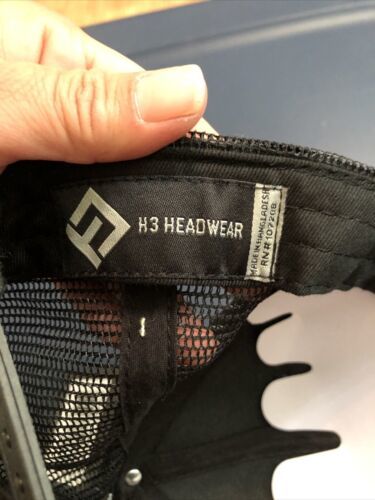 H3 HEADWEAR
MADE IN BANGLADESH
RN# 107208